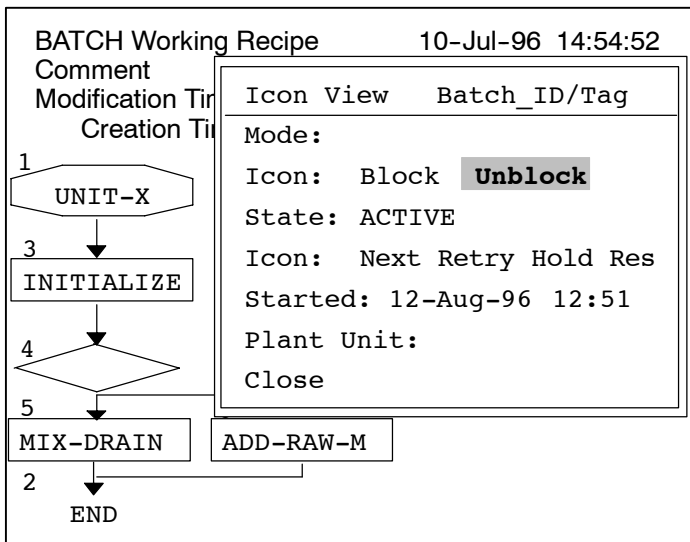 BATCH Working Recipe 10-Jul-96 14:54:52
Comment
Modification Tir
Creation Ti
Icon View Batch_ID/Tag
Mode:
Icon: Block Unblock
State: ACTIVE
Icon: Next Retry Hold Res
Started: 12-Aug-96 12:51
Plant Unit:
Close
1
UNIT-X
3
INITIALIZE
4
5
MIX-DRAIN ADD-RAW-M
2
END